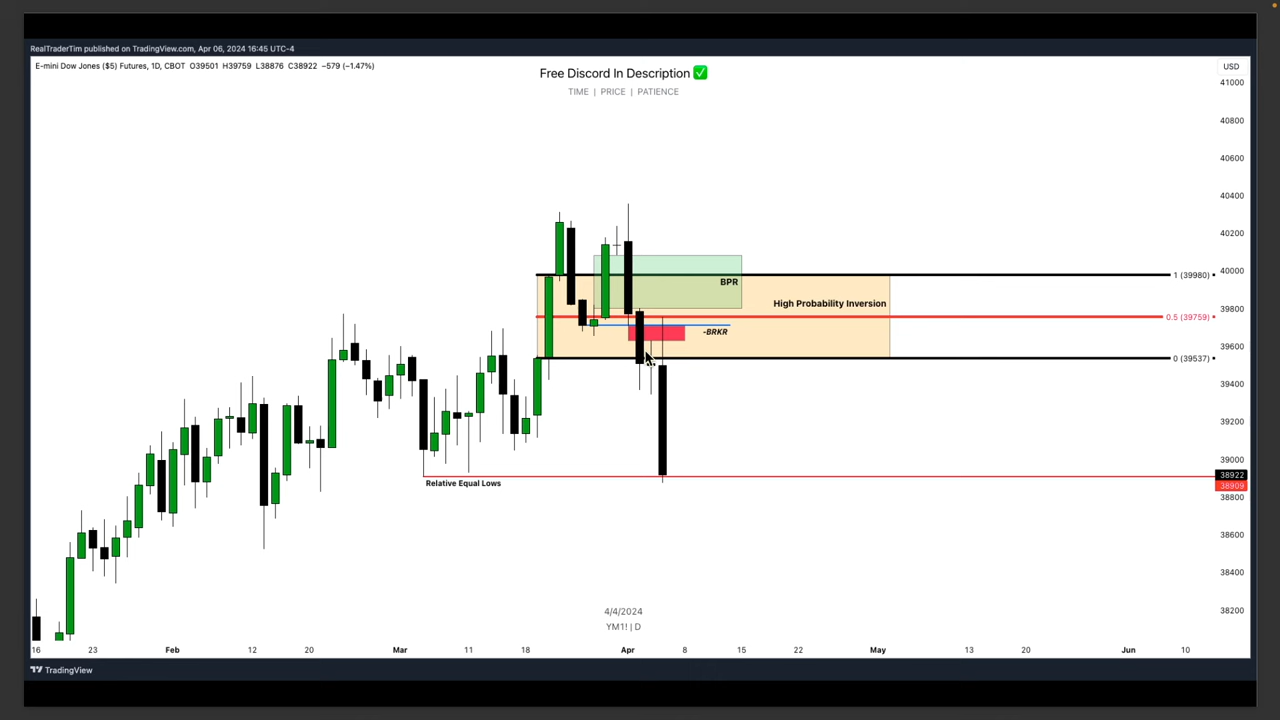 RealTraderTim published on TradingView.com, Apr 06, 2024 16:45 UTC-4
E-mini Dow Jones ($5) Futures, 1D, CBOT O39501 H39759 L38876 C38922 −579 (−1.47%)
Free Discord In Description ✅
TIME | PRICE | PATIENCE
USD
41000
40800
40600
40400
40200
40000
39800
39600
39400
39200
39000
38922
38909
38800
38600
38400
38200
BPR
1 (39980)
High Probability Inversion
0.5 (39759)
-BRKR
0 (39537)
Relative Equal Lows
4/4/2024
YM1! | D
16 23 Feb 12 20 Mar 11 18 Apr 8 15 22 May 13 20 Jun 10
TradingView